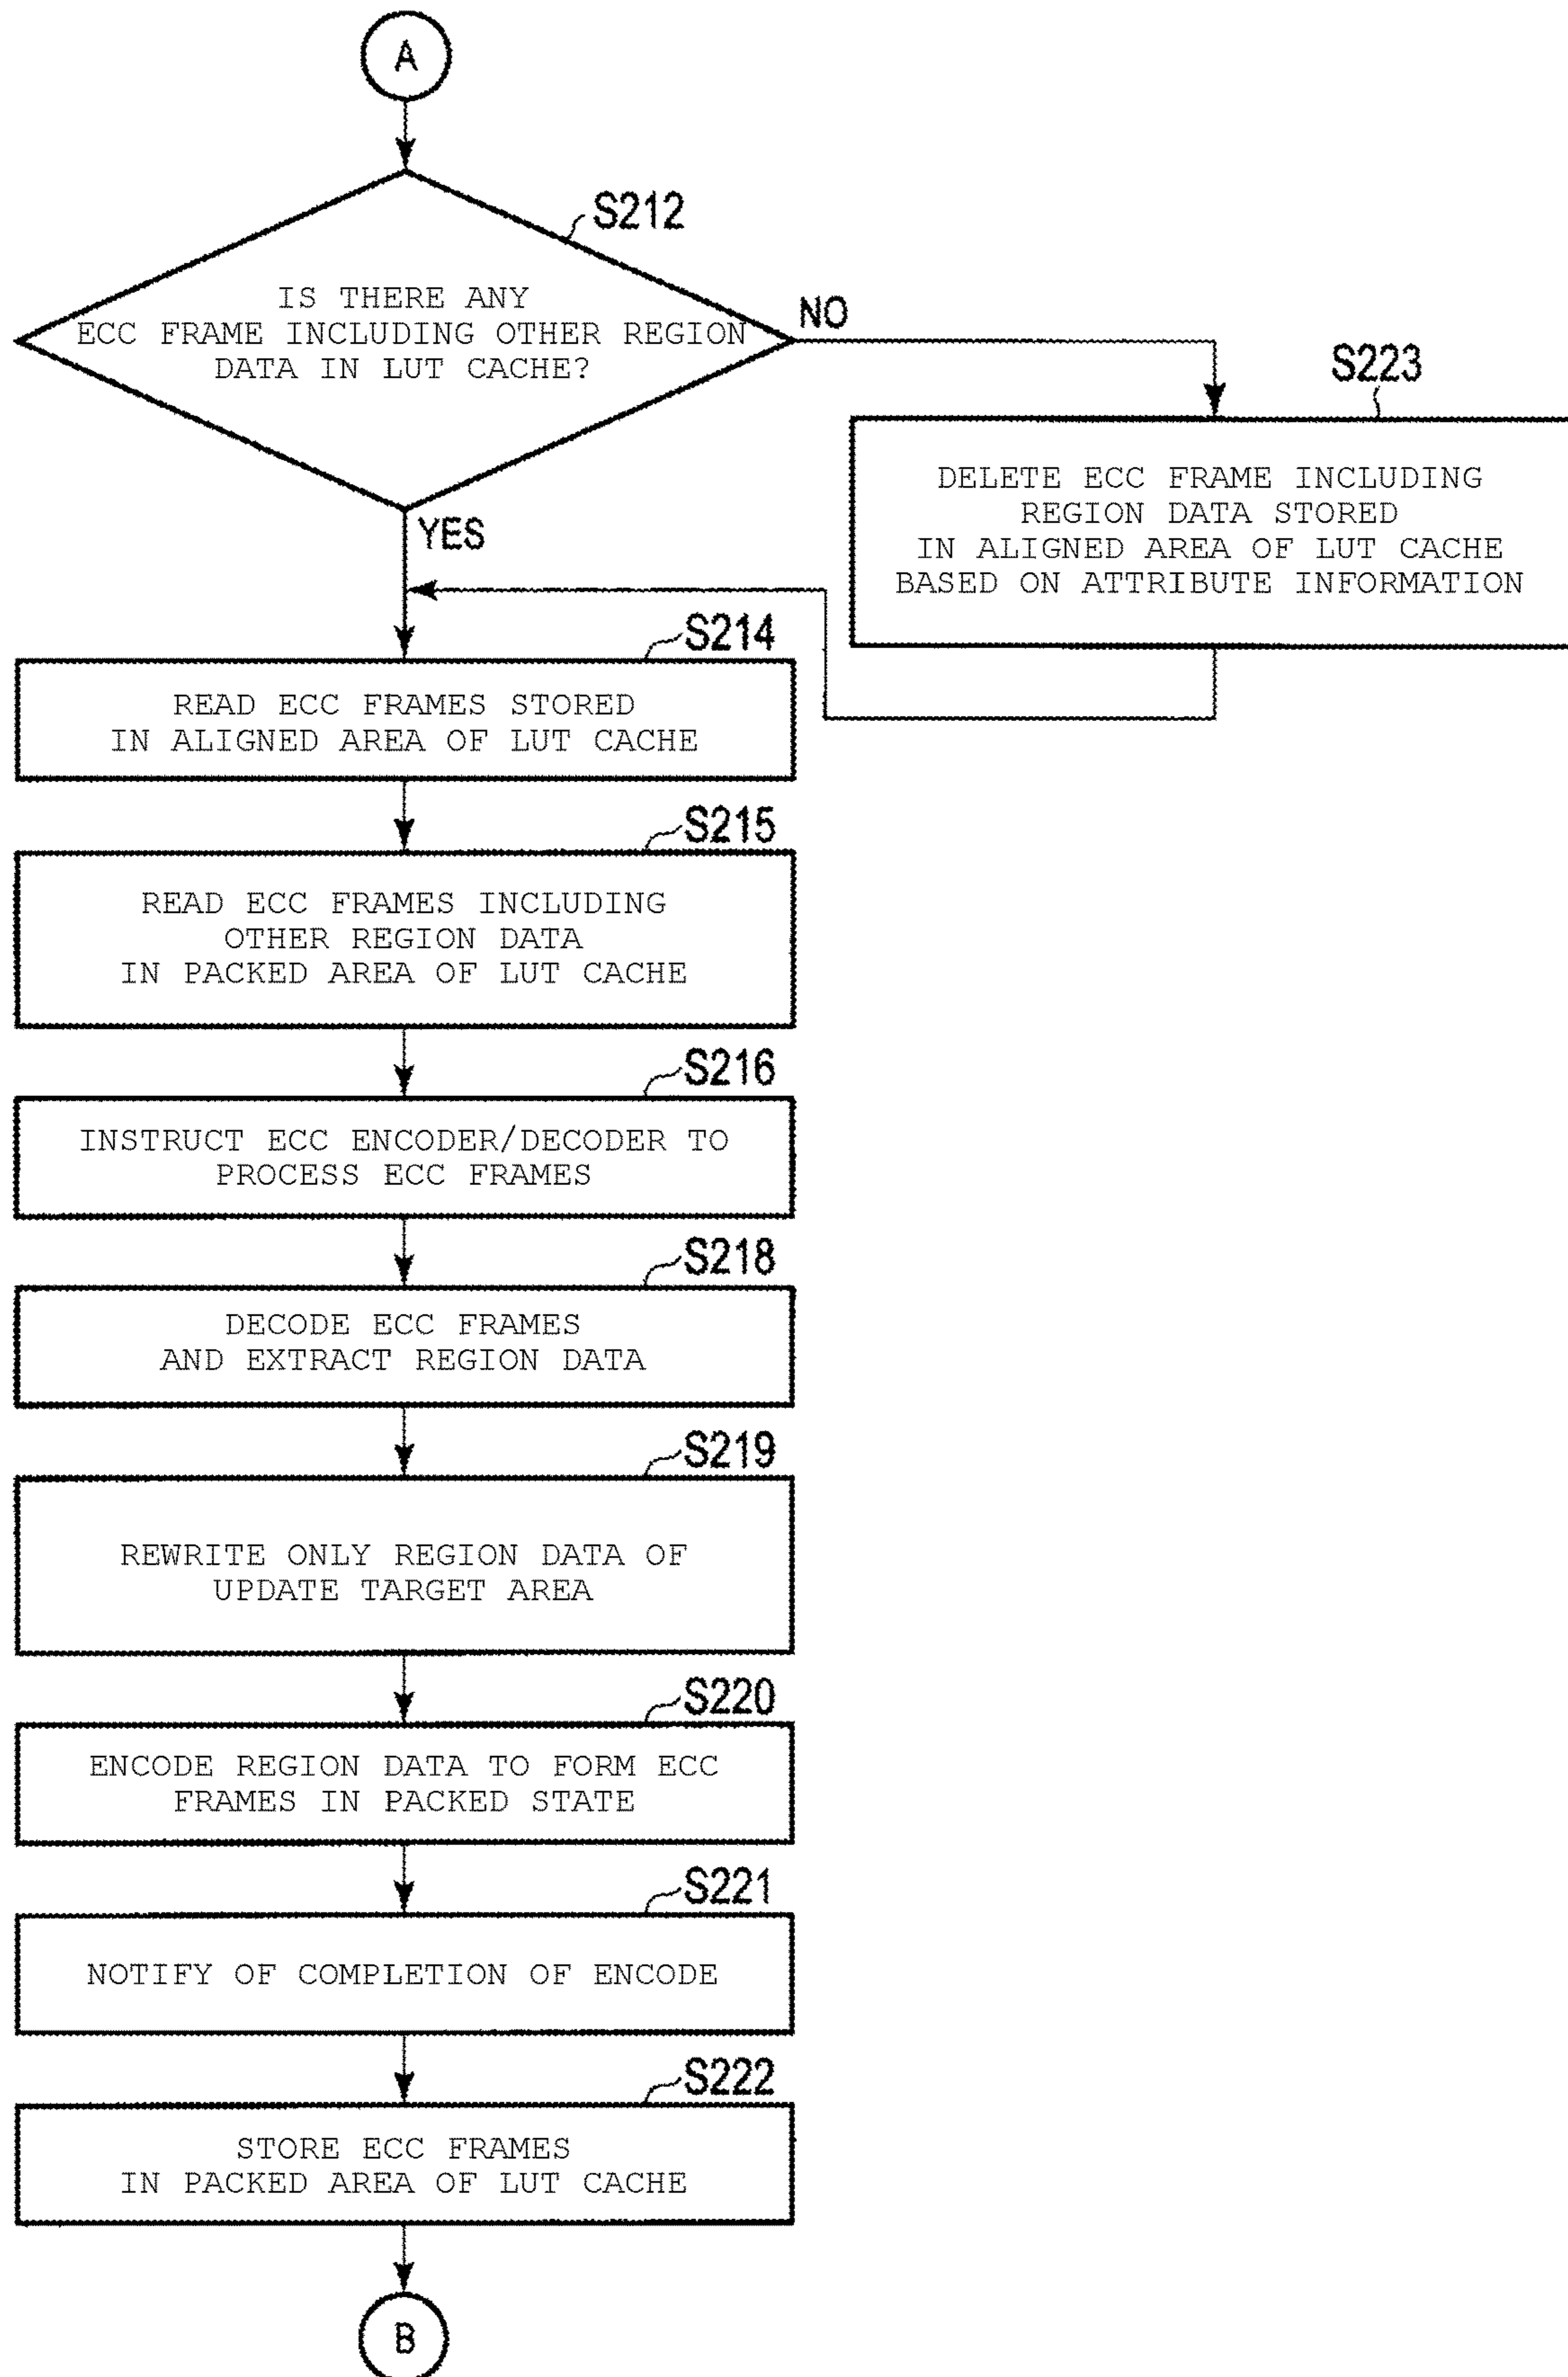 A
S212
IS THERE ANY
ECC FRAME INCLUDING OTHER REGION
DATA IN LUT CACHE?
NO
S223
DELETE ECC FRAME INCLUDING
REGION DATA STORED
IN ALIGNED AREA OF LUT CACHE
BASED ON ATTRIBUTE INFORMATION
YES
S214
READ ECC FRAMES STORED
IN ALIGNED AREA OF LUT CACHE
S215
READ ECC FRAMES INCLUDING
OTHER REGION DATA
IN PACKED AREA OF LUT CACHE
S216
INSTRUCT ECC ENCODER/DECODER TO
PROCESS ECC FRAMES
S218
DECODE ECC FRAMES
AND EXTRACT REGION DATA
S219
REWRITE ONLY REGION DATA OF
UPDATE TARGET AREA
S220
ENCODE REGION DATA TO FORM ECC
FRAMES IN PACKED STATE
S221
NOTIFY OF COMPLETION OF ENCODE
S222
STORE ECC FRAMES
IN PACKED AREA OF LUT CACHE
B